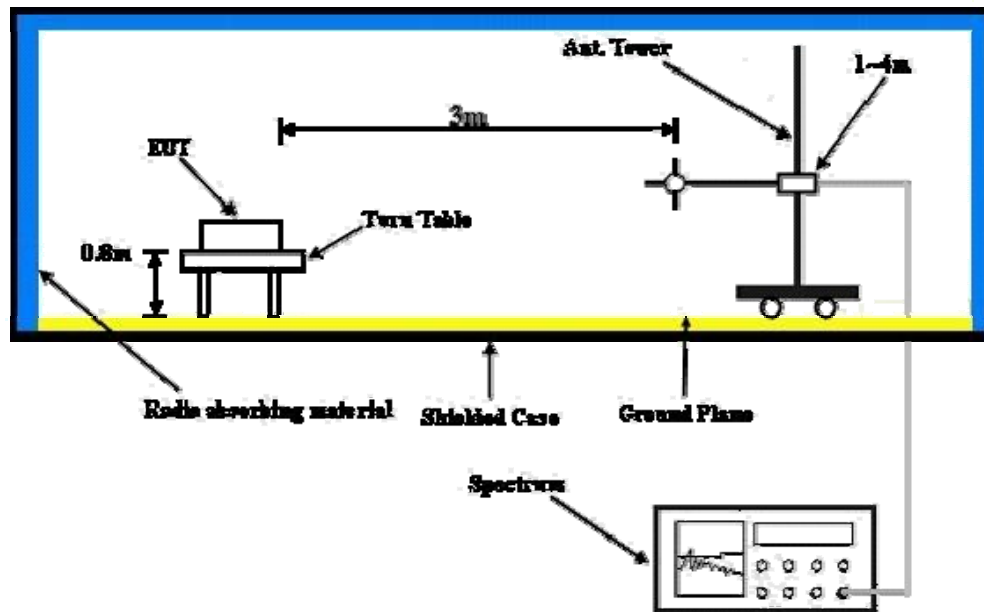 Ant. Tower
1~4m
3m
EUT
Turn Table
0.8m
Radio absorbing material
Shielded Case
Ground Plane
Spectrum